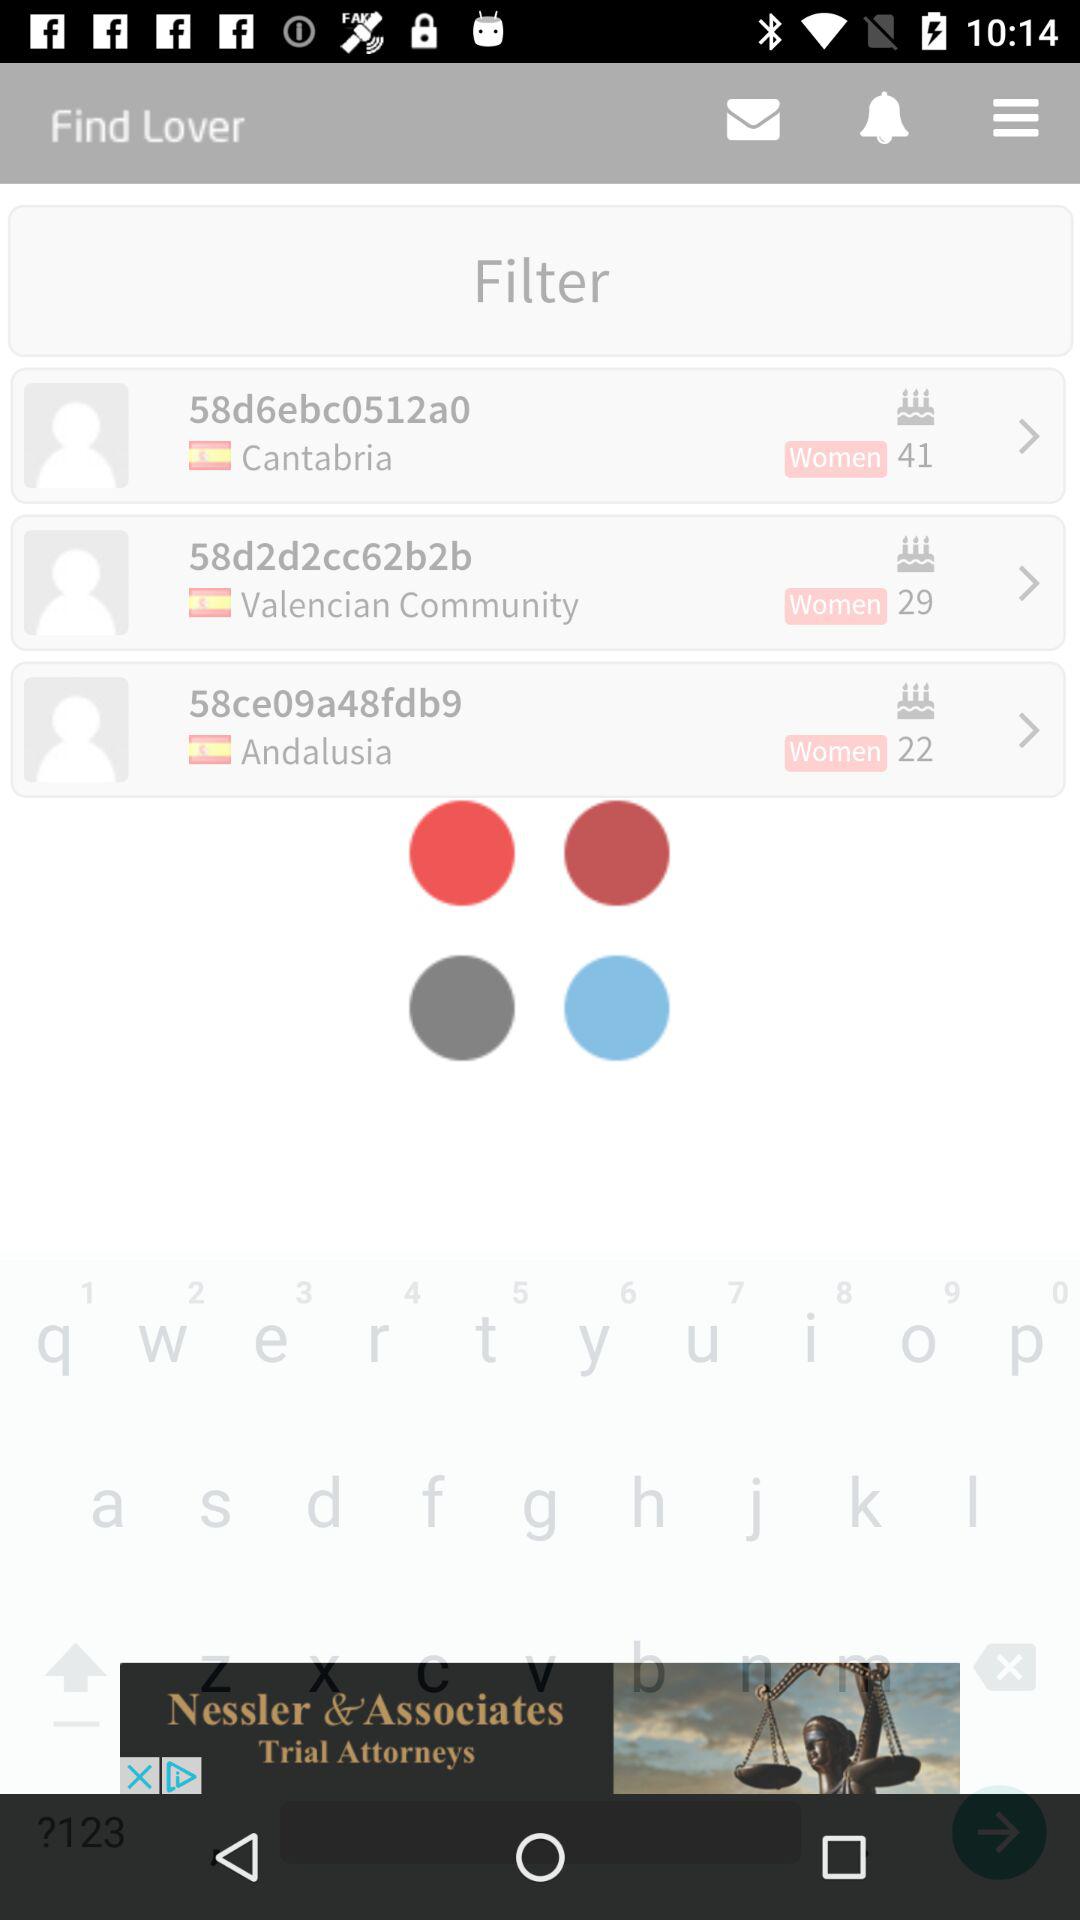 FAKE
10:14
Find Lover
Filter
58d6ebc0512a0
Cantabria
Women 41
58d2d2cc62b2b
Valencian Community
Women 29
58ce09a48fdb9
Andalusia
Women 22
1 2 3 4 5 6 7 8 9 0
q w e r t y u i o p
a s d f g h j k l
z x c v b n m
Nessler & Associates
Trial Attorneys
?123